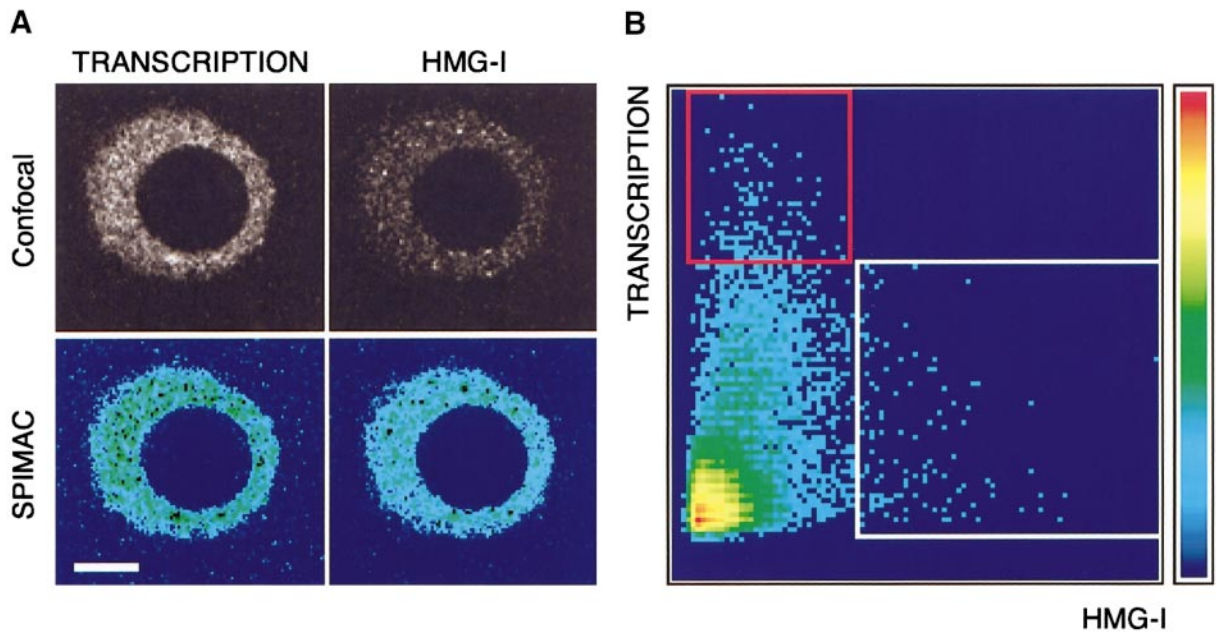 A
TRANSCRIPTION
HMG-I
Confocal
SPIMAC
B
TRANSCRIPTION
HMG-I